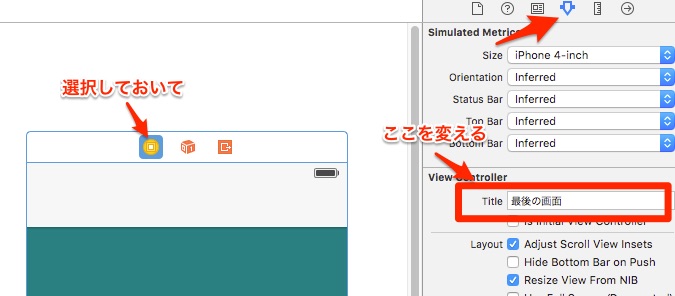 Simulated Metrics
Size iPhone 4-inch
Orientation Inferred
Status Bar Inferred
Top Bar Inferred
Bottom Bar Inferred
選択しておいて
ここを変える
View Controller
Title 最後の画面
Is Initial View Controller
Layout Adjust Scroll View Insets
Hide Bottom Bar on Push
Resize View From NIB